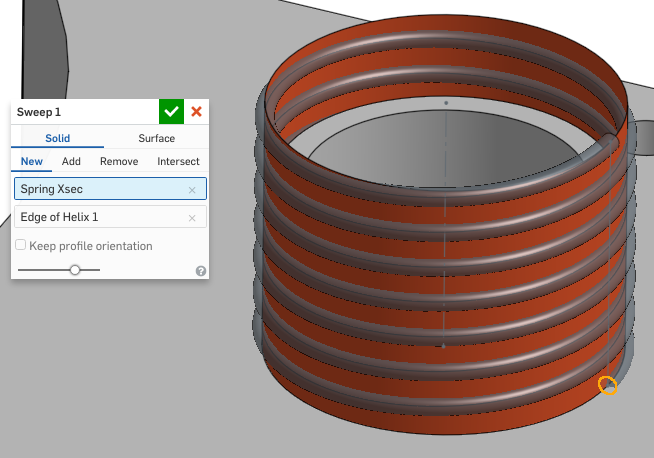 Sweep 1
Solid
Surface
New
Add
Remove
Intersect
Spring Xsec
Edge of Helix 1
Keep profile orientation